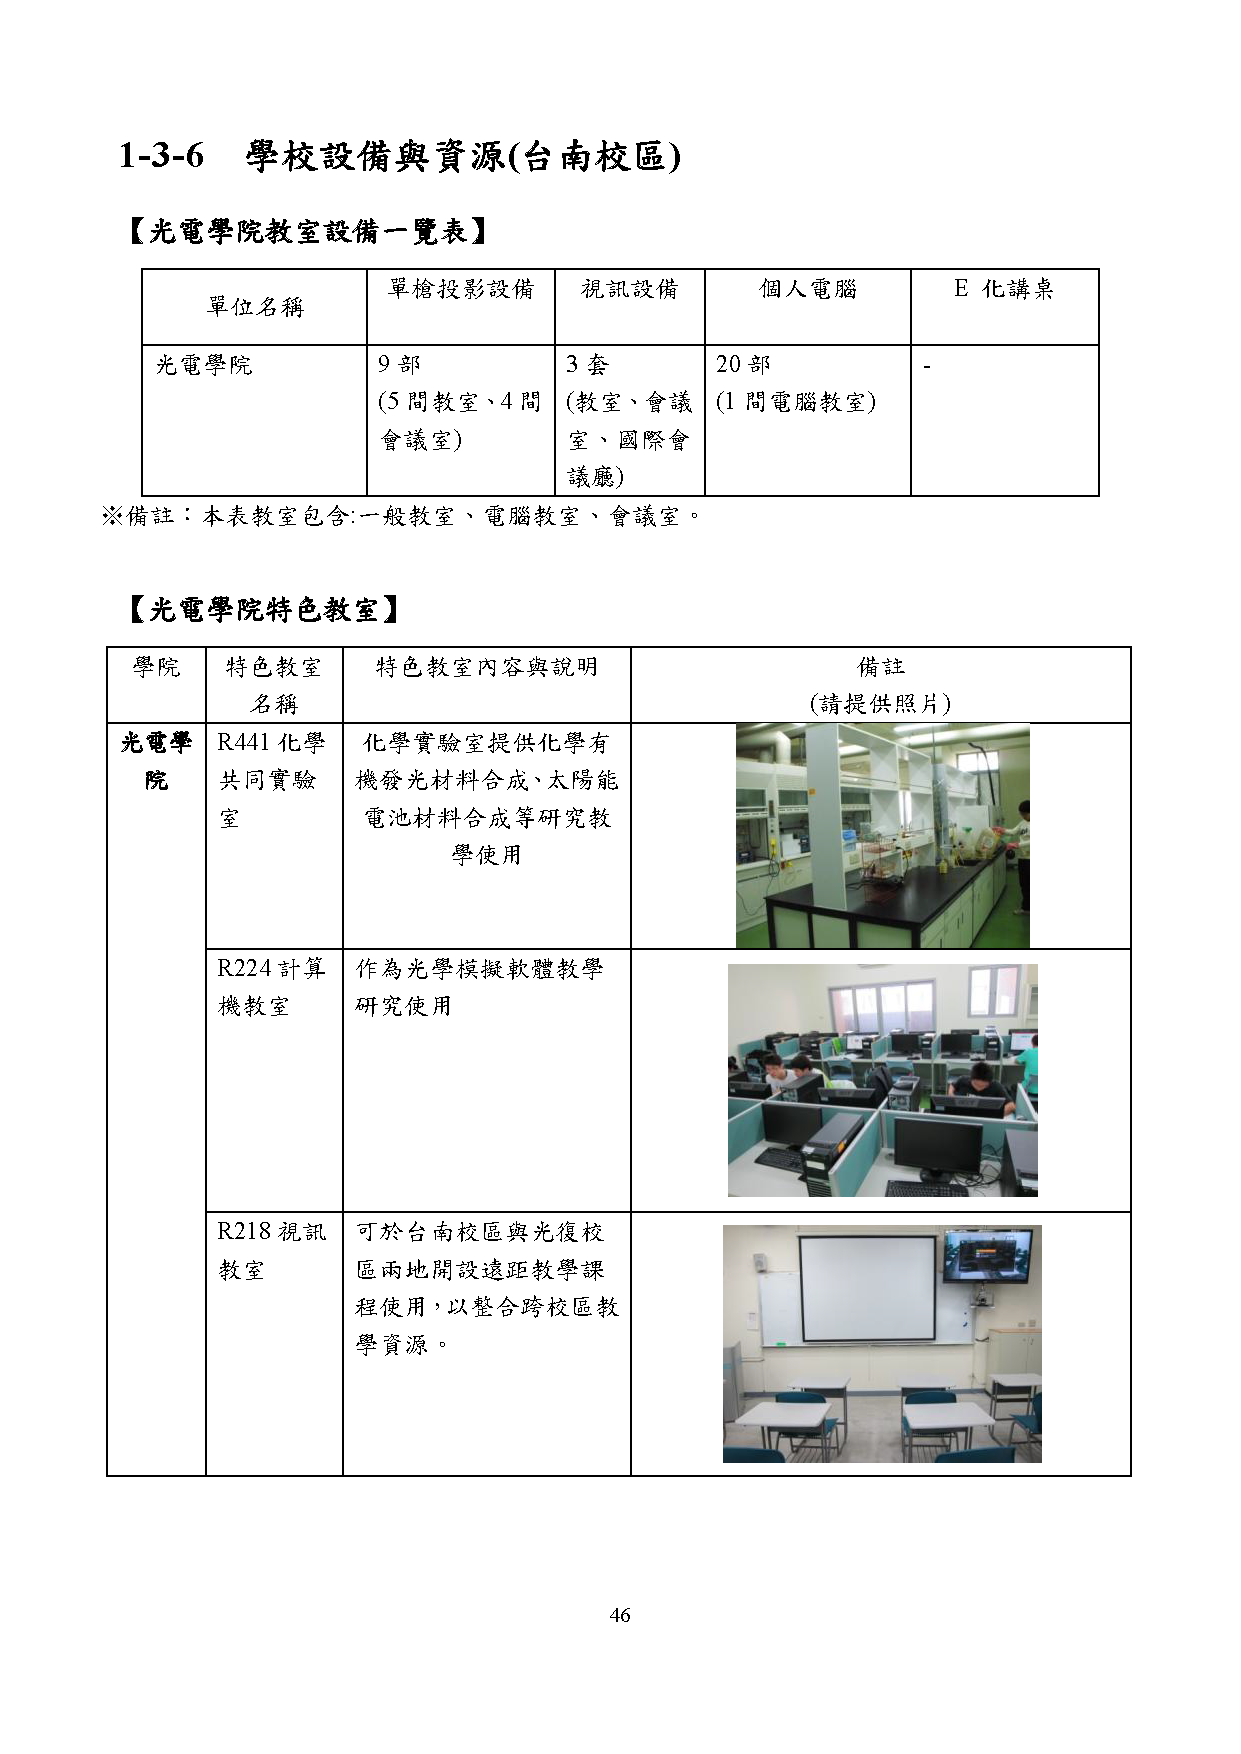 1-3-6 學校設備與資源(台南校區)
【光電學院教室設備一覽表】
單位名稱 單槍投影設備 視訊設備 個人電腦 E 化講桌
光電學院 9 部 3 套 20 部 -
(5 間教室、4 間 (教室、會議 (1 間電腦教室)
會議室) 室、國際會
議廳)
※備註：本表教室包含:一般教室、電腦教室、會議室。
【光電學院特色教室】
學院 特色教室 特色教室內容與說明 備註
名稱 (請提供照片)
光電學 R441 化學 化學實驗室提供化學有
院 共同實驗 機發光材料合成、太陽能
室 電池材料合成等研究教
學使用
R224 計算 作為光學模擬軟體教學
機教室 研究使用
R218 視訊 可於台南校區與光復校
教室 區兩地開設遠距教學課
程使用，以整合跨校區教
學資源。
46